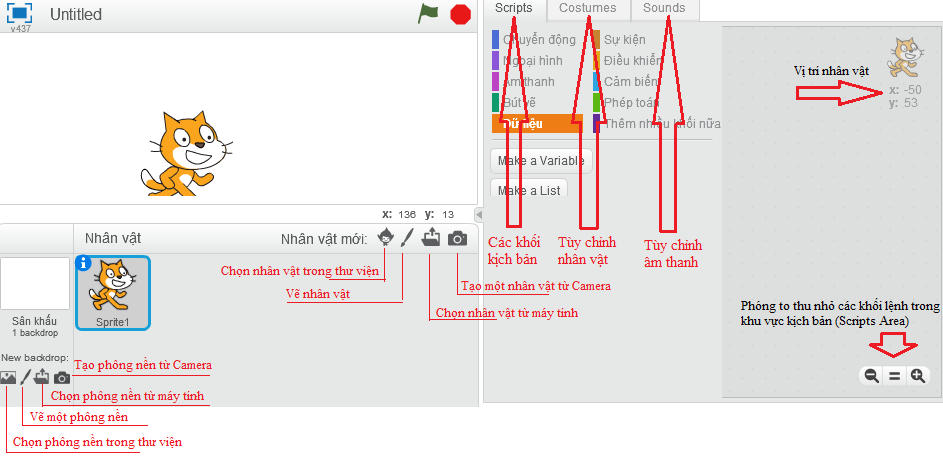 Untitled
v437
x: 136 y: 13
Nhân vật
Nhân vật mới:
Chọn nhân vật trong thư viện
Vẽ nhân vật
Tạo một nhân vật từ Camera
Chọn nhân vật từ máy tính
Sprite1
Sân khấu
1 backdrop
New backdrop:
Tạo phông nền từ Camera
Chọn phông nền từ máy tính
Vẽ một phông nền
Chọn phông nền trong thư viện
Scripts Costumes Sounds
Chuyển động Sự kiện
Ngoại hình Điều khiển
Âm thanh Cảm biến
Bút vẽ Phép toán
Dữ liệu Thêm nhiều khối nữa
Make a Variable
Make a List
Các khối
kịch bản
Tùy chỉnh
nhân vật
Tùy chỉnh
âm thanh
Vị trí nhân vật
x: -50
y: 53
Phóng to thu nhỏ các khối lệnh trong
khu vực kịch bản (Scripts Area)